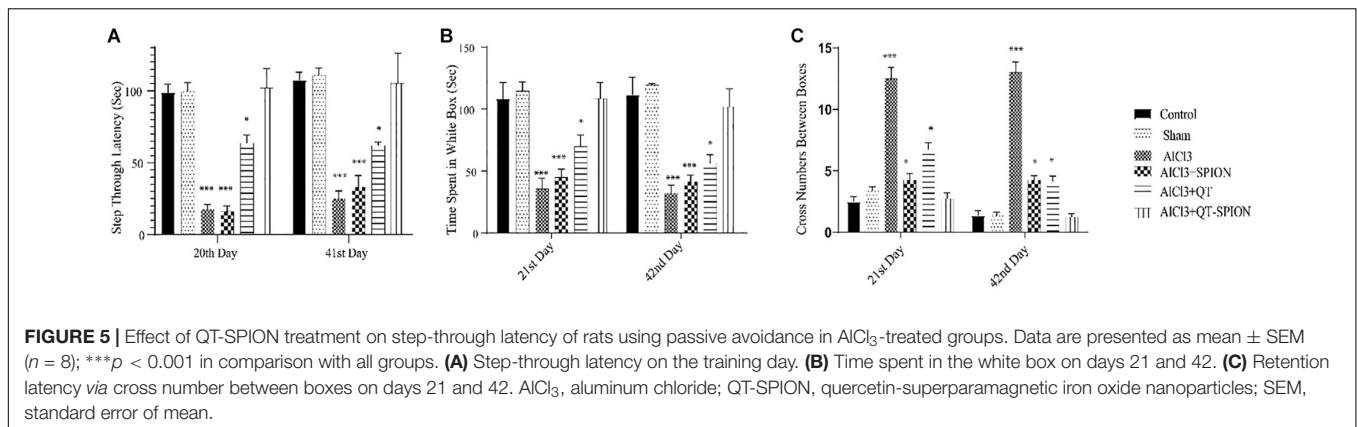 A
Step Through Latency (Sec)
100
50
0
***
***
*
***
***
*
20th Day
41st Day
B
Time Spent in White Box (Sec)
150
100
50
0
***
***
*
***
***
*
21st Day
42nd Day
C
Cross Numbers Between Boxes
15
10
5
0
***
*
*
***
*
*
21st Day
42nd Day
Control
Sham
AlCl3
AlCl3-SPION
AlCl3+QT
AlCl3+QT-SPION
FIGURE 5 | Effect of QT-SPION treatment on step-through latency of rats using passive avoidance in AlCl₃-treated groups. Data are presented as mean ± SEM
(n = 8); ***p < 0.001 in comparison with all groups. (A) Step-through latency on the training day. (B) Time spent in the white box on days 21 and 42. (C) Retention
latency via cross number between boxes on days 21 and 42. AlCl₃, aluminum chloride; QT-SPION, quercetin-superparamagnetic iron oxide nanoparticles; SEM,
standard error of mean.